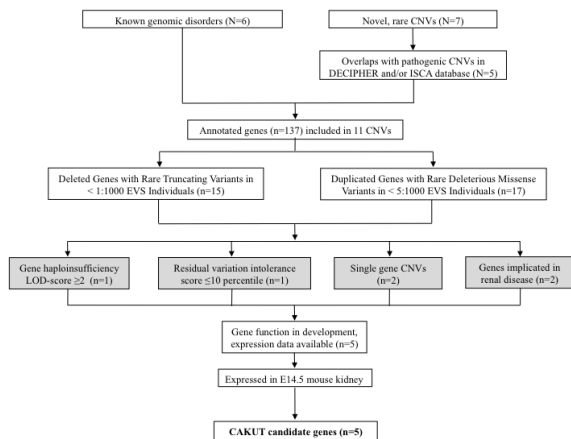 Known genomic disorders (N=6)
Novel, rare CNVs (N=7)
Overlaps with pathogenic CNVs in
DECIPHER and/or ISCA database (N=5)
Annotated genes (n=137) included in 11 CNVs
Deleted Genes with Rare Truncating Variants in
< 1:1000 EVS Individuals (n=15)
Duplicated Genes with Rare Deleterious Missense
Variants in < 5:1000 EVS Individuals (n=17)
Gene haploinsufficiency
LOD-score ≥2 (n=1)
Residual variation intolerance
score ≤10 percentile (n=1)
Single gene CNVs
(n=2)
Genes implicated in
renal disease (n=2)
Gene function in development,
expression data available
(n=5)
Expressed in E14.5 mouse kidney
CAKUT candidate genes (n=5)